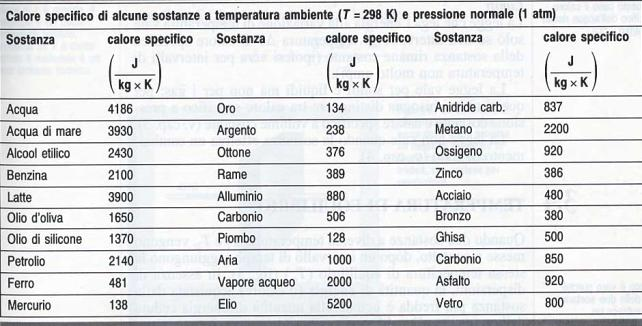 Calore specifico di alcune sostanze a temperatura ambiente (T = 298 K) e pressione normale (1 atm)
Sostanza calore specifico Sostanza calore specifico Sostanza calore specifico
(J / kg × K) (J / kg × K) (J / kg × K)
Acqua 4186 Oro 134 Anidride carb. 837
Acqua di mare 3930 Argento 238 Metano 2200
Alcool etilico 2430 Ottone 376 Ossigeno 920
Benzina 2100 Rame 389 Zinco 386
Latte 3900 Alluminio 880 Acciaio 480
Olio d'oliva 1650 Carbonio 506 Bronzo 380
Olio di silicone 1370 Piombo 128 Ghisa 500
Petrolio 2140 Aria 1000 Carbonio 850
Ferro 481 Vapore acqueo 2000 Asfalto 920
Mercurio 138 Elio 5200 Vetro 800